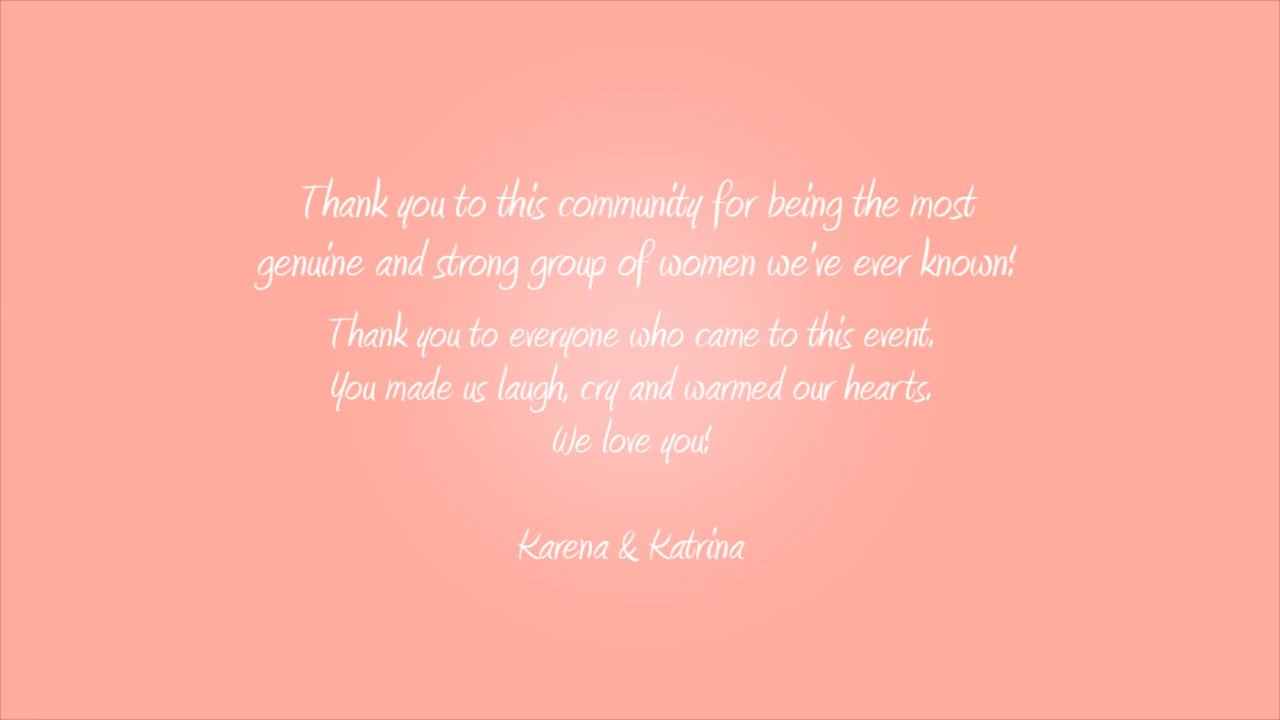 Thank you to this community for being the most
genuine and strong group of women we've ever known!
Thank you to everyone who came to this event.
You made us laugh, cry and warmed our hearts.
We love you!
Karena & Katrina